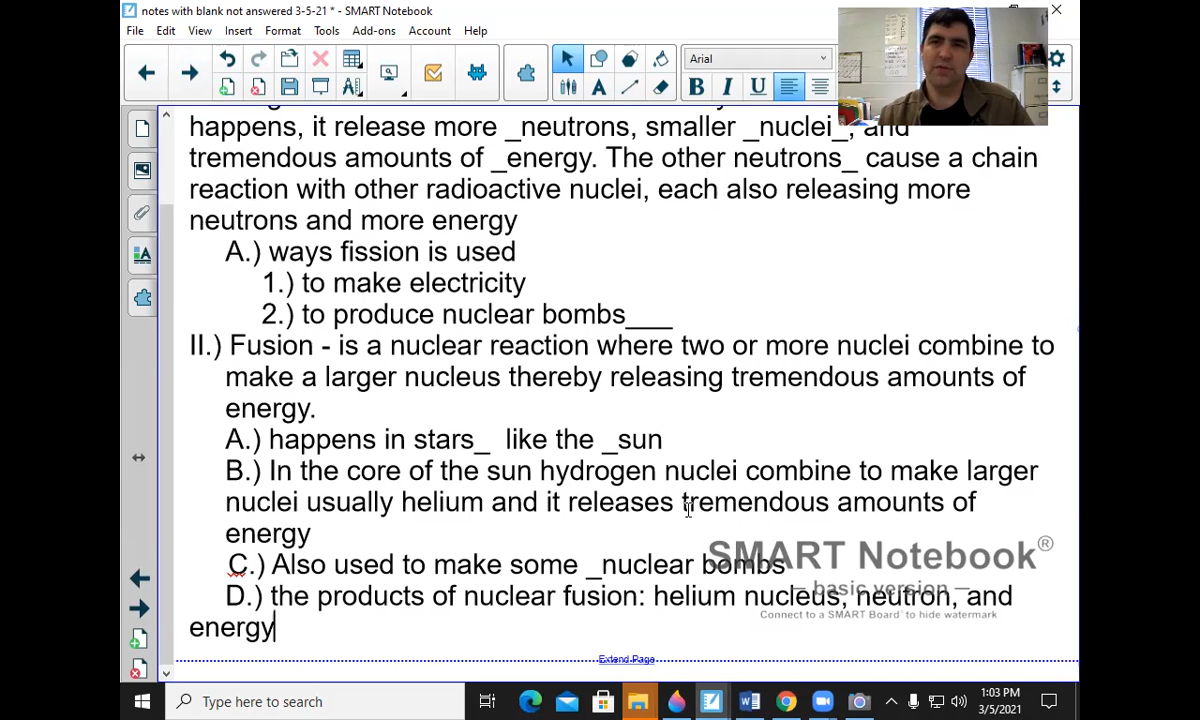 notes with blank not answered 3-5-21 * - SMART Notebook
File Edit View Insert Format Tools Add-ons Account Help
Arial
B I U
happens, it release more _neutrons, smaller _nuclei_, and
tremendous amounts of _energy. The other neutrons_ cause a chain
reaction with other radioactive nuclei, each also releasing more
neutrons and more energy
A.) ways fission is used
1.) to make electricity
2.) to produce nuclear bombs___
II.) Fusion - is a nuclear reaction where two or more nuclei combine to
make a larger nucleus thereby releasing tremendous amounts of
energy.
A.) happens in stars_ like the _sun
B.) In the core of the sun hydrogen nuclei combine to make larger
nuclei usually helium and it releases tremendous amounts of
energy
C.) Also used to make some _nuclear bombs
D.) the products of nuclear fusion: helium nucleus, neutron, and
energy
SMART Notebook®
– basic version –
Connect to a SMART Board® to hide watermark
Extend Page
Type here to search
1:03 PM
3/5/2021